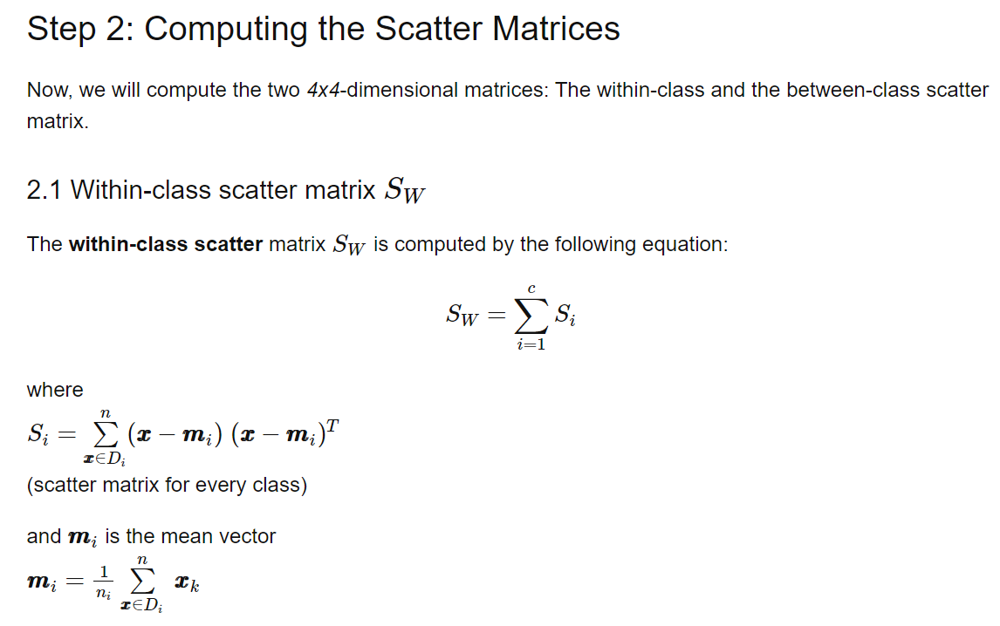 Step 2: Computing the Scatter Matrices
Now, we will compute the two 4x4-dimensional matrices: The within-class and the between-class scatter
matrix.
2.1 Within-class scatter matrix $S_W$
The within-class scatter matrix $S_W$ is computed by the following equation:
$S_W = \sum_{i=1}^{c} S_i$
where
$S_i = \sum_{\boldsymbol{x} \in D_i}^{n} (\boldsymbol{x} - \boldsymbol{m}_i)\,(\boldsymbol{x} - \boldsymbol{m}_i)^T$
(scatter matrix for every class)
and $\boldsymbol{m}_i$ is the mean vector
$\boldsymbol{m}_i = \frac{1}{n_i} \sum_{\boldsymbol{x} \in D_i}^{n} \boldsymbol{x}_k$